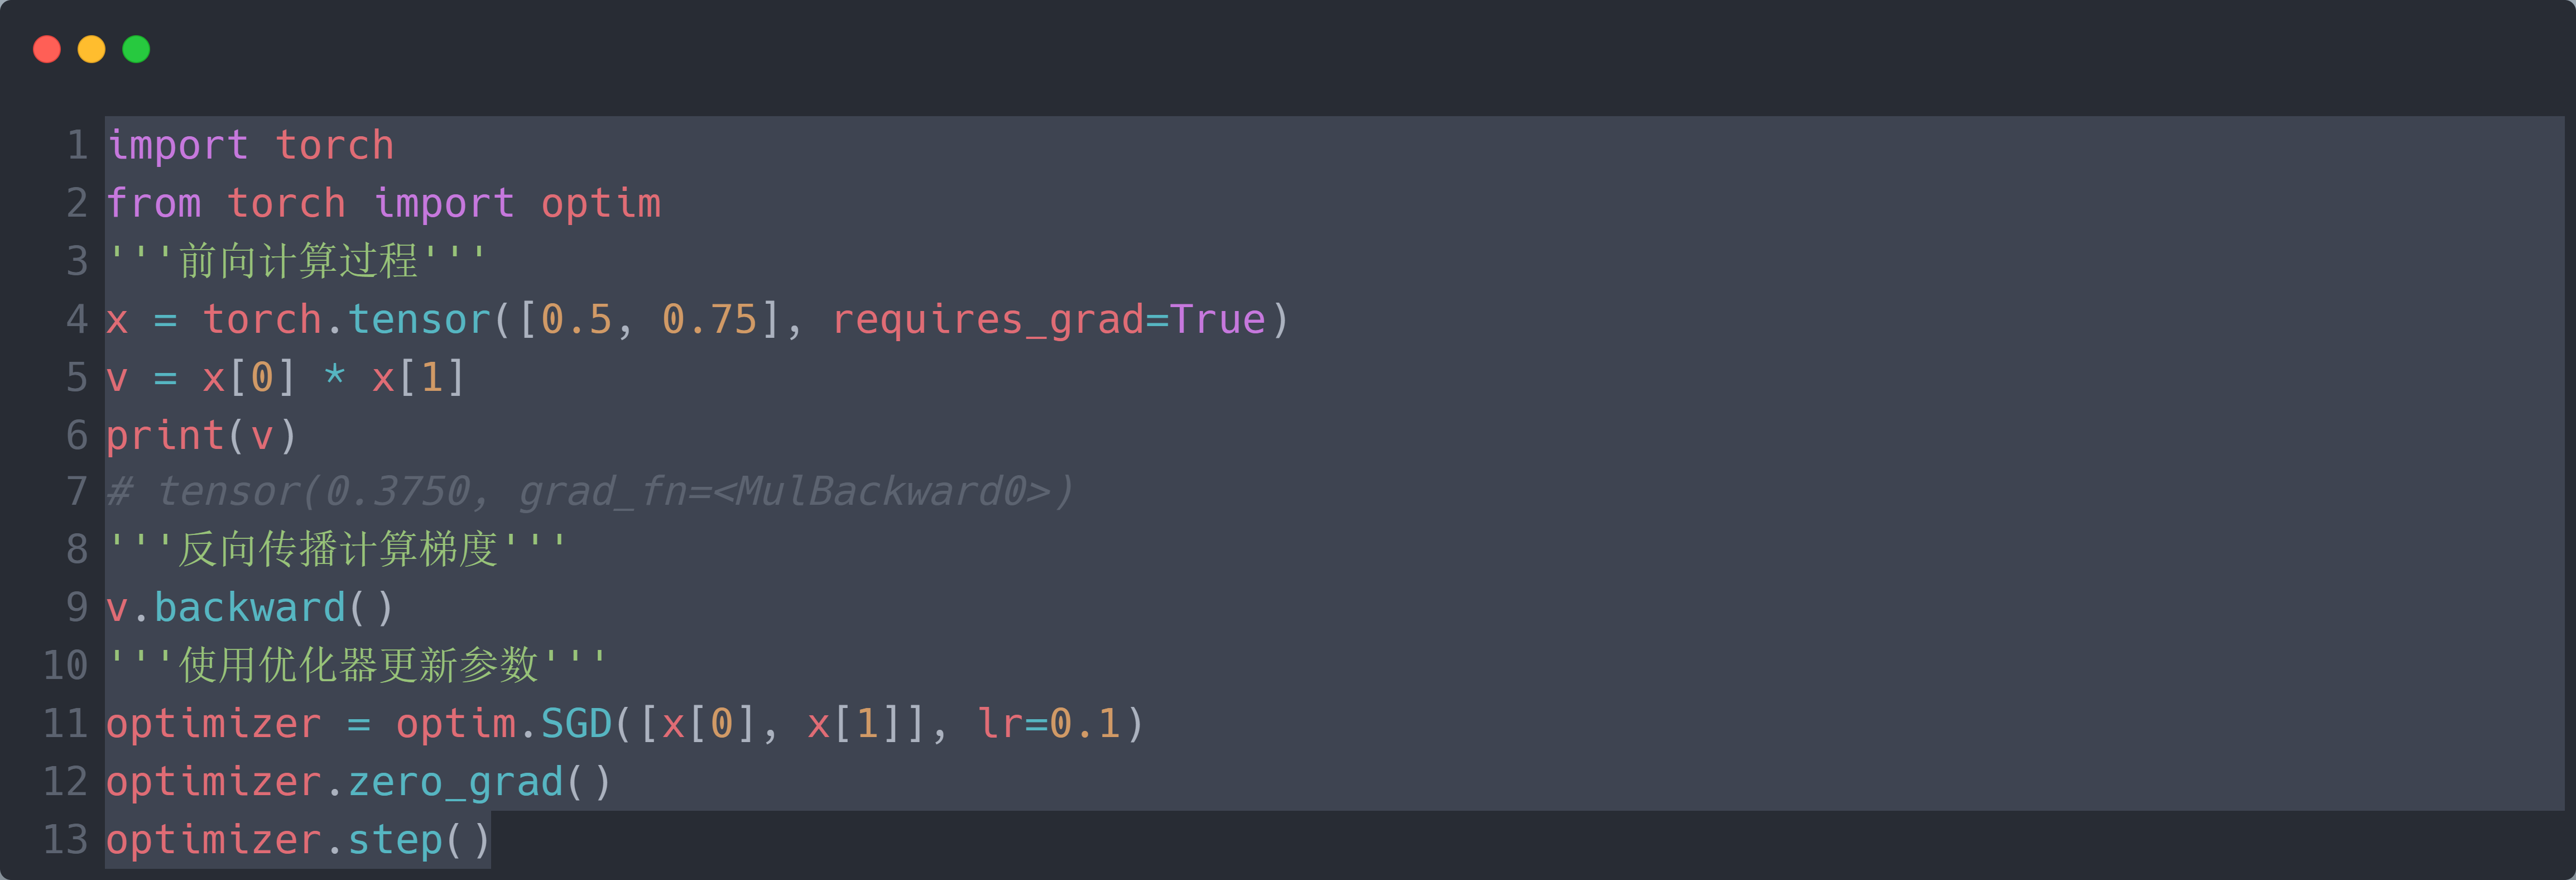 1 import torch
2 from torch import optim
3 '''前向计算过程'''
4 x = torch.tensor([0.5, 0.75], requires_grad=True)
5 v = x[0] * x[1]
6 print(v)
7 # tensor(0.3750, grad_fn=<MulBackward0>)
8 '''反向传播计算梯度'''
9 v.backward()
10 '''使用优化器更新参数'''
11 optimizer = optim.SGD([x[0], x[1]], lr=0.1)
12 optimizer.zero_grad()
13 optimizer.step()